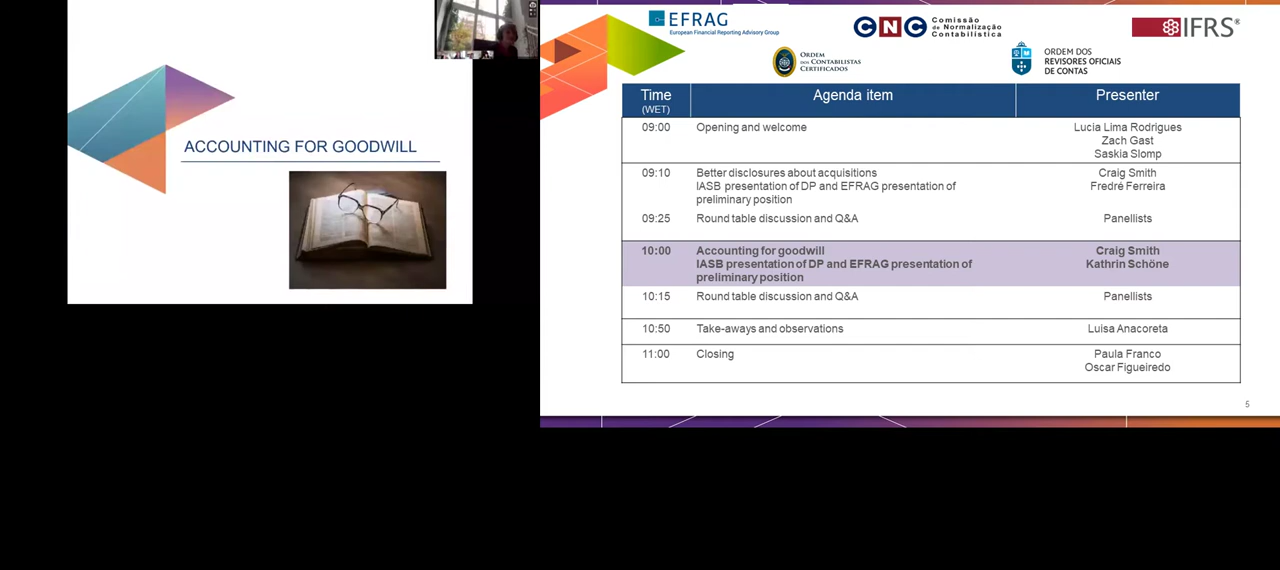 ACCOUNTING FOR GOODWILL
EFRAG
European Financial Reporting Advisory Group
CNC
Comissão
de Normalização
Contabilística
IFRS®
ORDEM
DOS CONTABILISTAS
CERTIFICADOS
ORDEM DOS
REVISORES OFICIAIS
DE CONTAS
Time Agenda item Presenter
(WET)
09:00 Opening and welcome Lucia Lima Rodrigues
Zach Gast
Saskia Slomp
09:10 Better disclosures about acquisitions Craig Smith
IASB presentation of DP and EFRAG presentation of Fredré Ferreira
preliminary position
09:25 Round table discussion and Q&A Panellists
10:00 Accounting for goodwill Craig Smith
IASB presentation of DP and EFRAG presentation of Kathrin Schöne
preliminary position
10:15 Round table discussion and Q&A Panellists
10:50 Take-aways and observations Luisa Anacoreta
11:00 Closing Paula Franco
Oscar Figueiredo
5